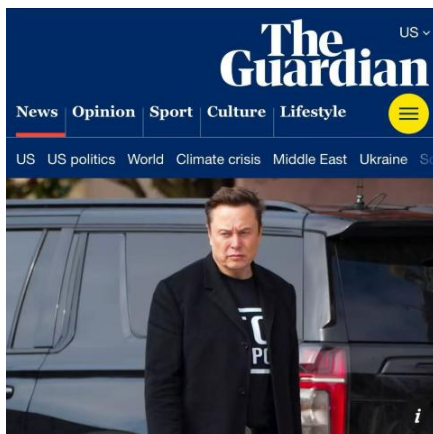 The
Guardian
US
News Opinion Sport Culture Lifestyle
US US politics World Climate crisis Middle East Ukraine
i